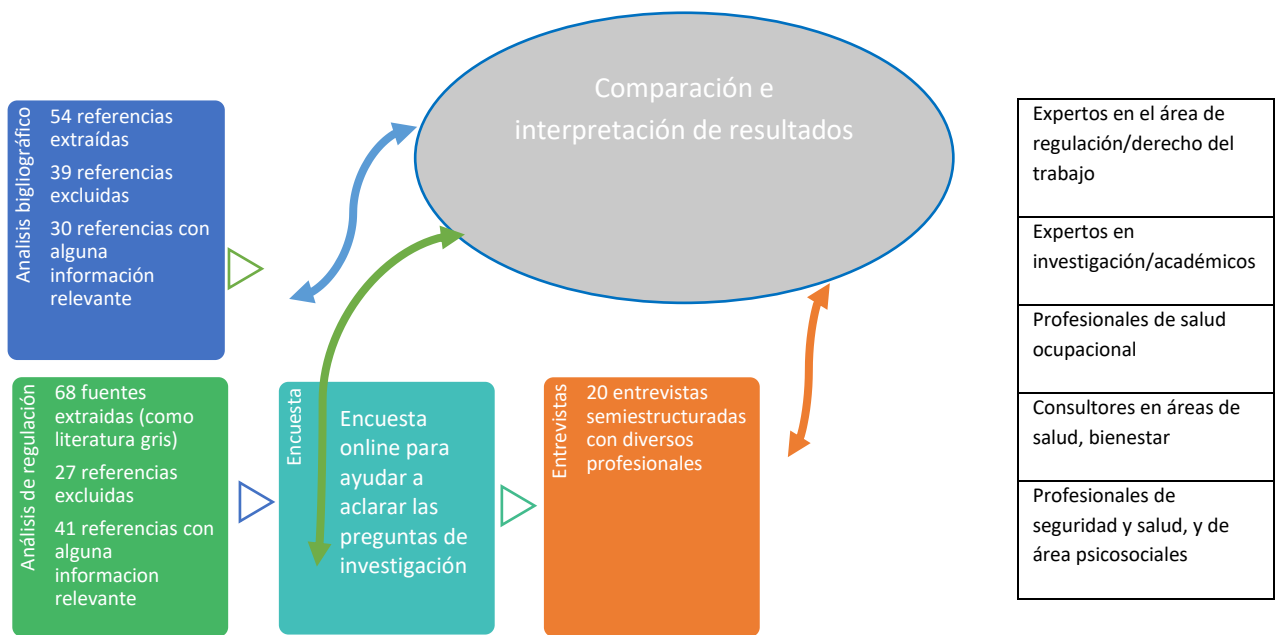 Analisis bigliográfico
54 referencias
extraídas
39 referencias
excluidas
30 referencias con
alguna
información
relevante
Comparación e
interpretación de resultados
Análisis de regulación
68 fuentes
extraidas (como
literatura gris)
27 referencias
excluidas
41 referencias con
alguna
informacion
relevante
Encuesta
Encuesta
online para
ayudar a
aclarar las
preguntas de
investigación
Entrevistas
20 entrevistas
semiestructuradas
con diversos
profesionales
Expertos en el área de
regulación/derecho del
trabajo
Expertos en
investigación/académicos
Profesionales de salud
ocupacional
Consultores en áreas de
salud, bienestar
Profesionales de
seguridad y salud, y de
área psicosociales